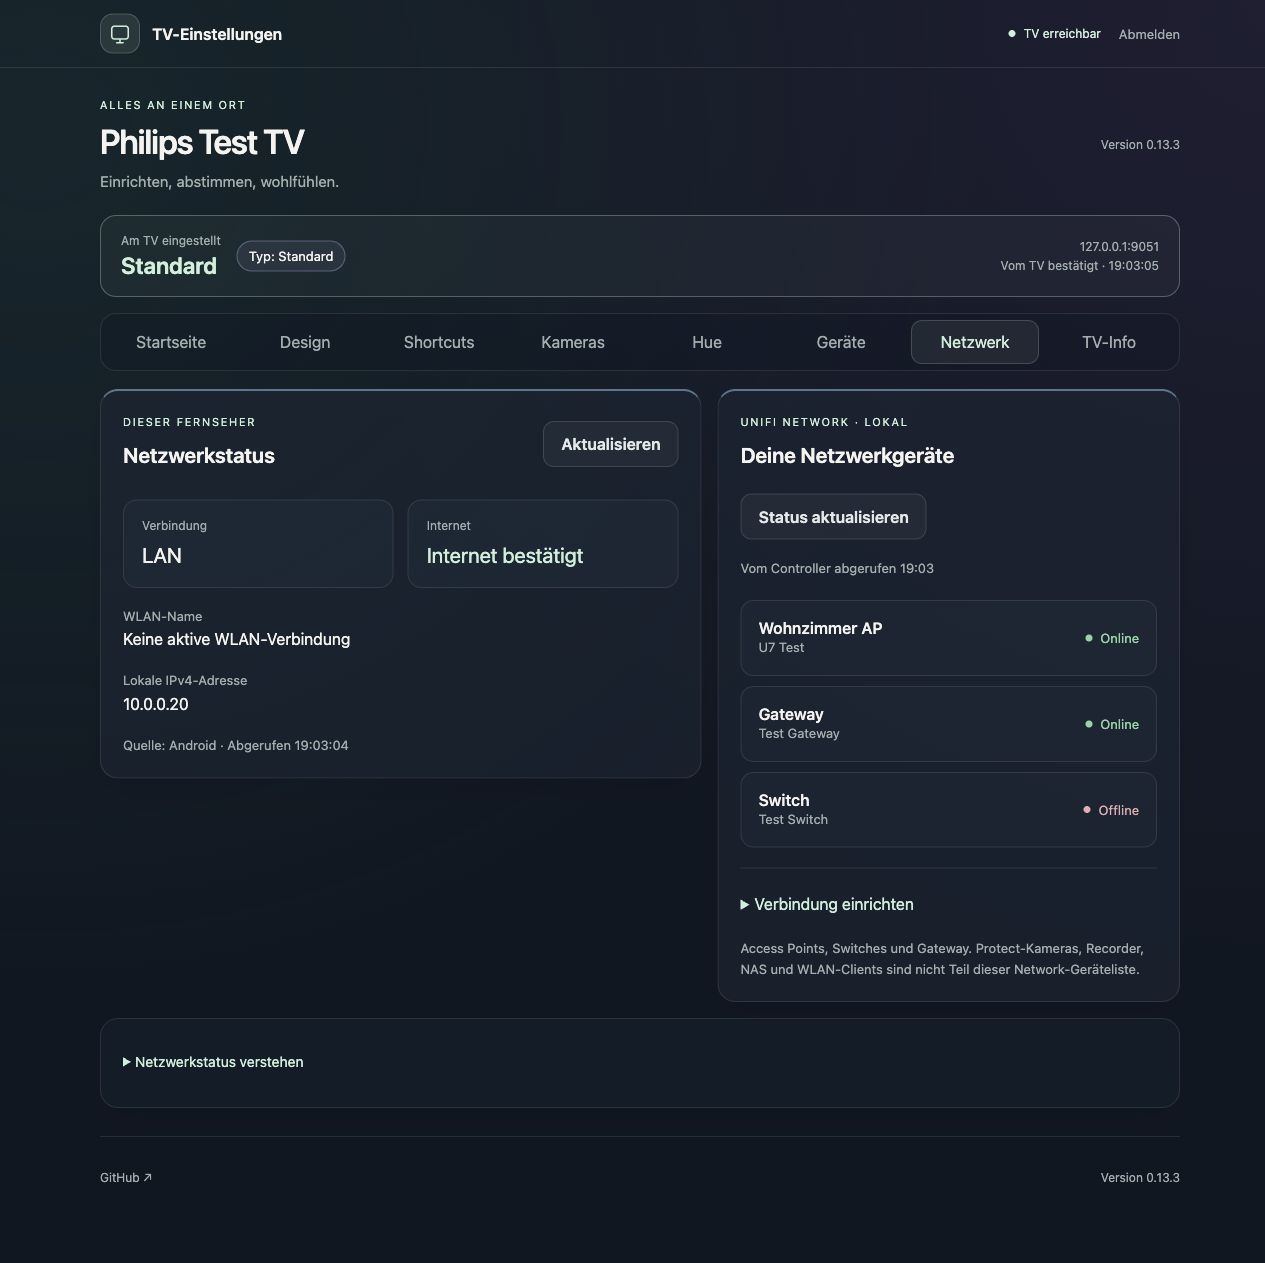 TV-Einstellungen
TV erreichbar
Abmelden
ALLES AN EINEM ORT
Philips Test TV
Version 0.13.3
Einrichten, abstimmen, wohlfühlen.
Am TV eingestellt
Standard
Typ: Standard
127.0.0.1:9051
Vom TV bestätigt · 19:03:05
Startseite
Design
Shortcuts
Kameras
Hue
Geräte
Netzwerk
TV-Info
DIESER FERNSEHER
Netzwerkstatus
Aktualisieren
Verbindung
LAN
Internet
Internet bestätigt
WLAN-Name
Keine aktive WLAN-Verbindung
Lokale IPv4-Adresse
10.0.0.20
Quelle: Android · Abgerufen 19:03:04
UNIFI NETWORK · LOKAL
Deine Netzwerkgeräte
Status aktualisieren
Vom Controller abgerufen 19:03
Wohnzimmer AP
U7 Test
Online
Gateway
Test Gateway
Online
Switch
Test Switch
Offline
Verbindung einrichten
Access Points, Switches und Gateway. Protect-Kameras, Recorder,
NAS und WLAN-Clients sind nicht Teil dieser Network-Geräteliste.
Netzwerkstatus verstehen
GitHub ↗
Version 0.13.3